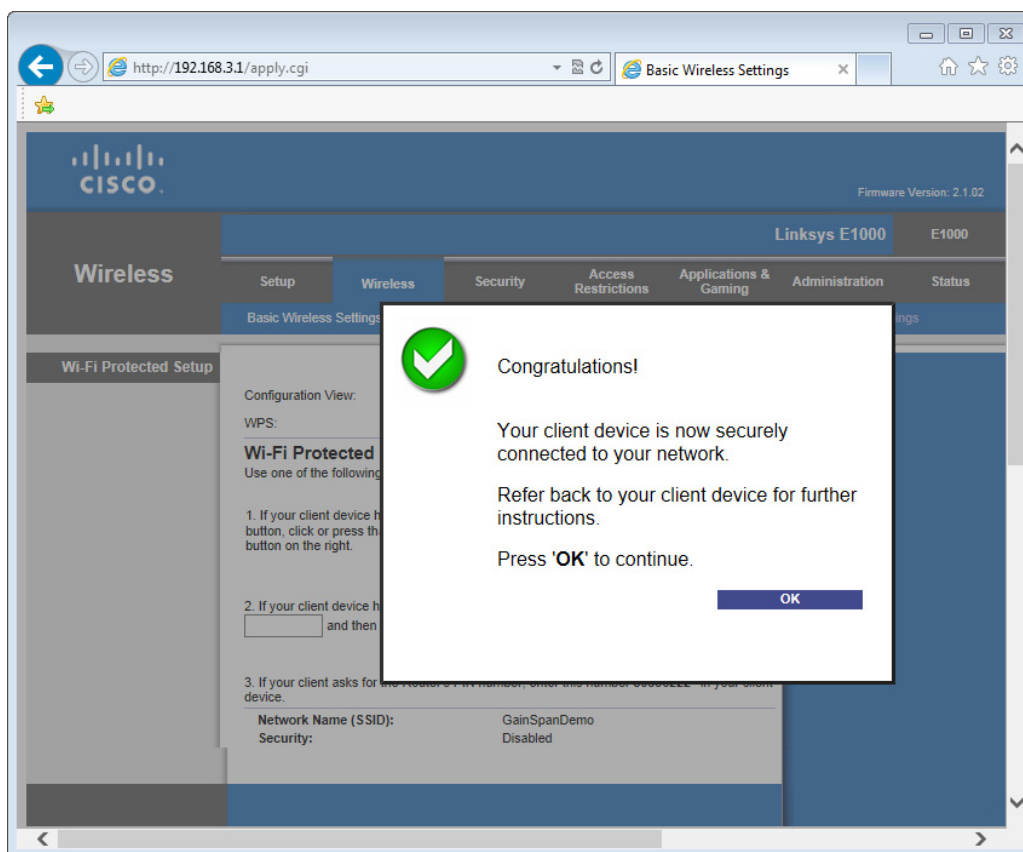 http://192.168.3.1/apply.cgi
Basic Wireless Settings
CISCO.
Firmware Version: 2.1.02
Linksys E1000
E1000
Wireless
Setup
Wireless
Security
Access Restrictions
Applications & Gaming
Administration
Status
Basic Wireless Settings
ings
Wi-Fi Protected Setup
Configuration View:
WPS:
Wi-Fi Protected
Use one of the following
1. If your client device h
button, click or press th
button on the right.
2. If your client device h
and then
3. If your client asks for
device.
Network Name (SSID): GainSpanDemo
Security: Disabled
Congratulations!
Your client device is now securely
connected to your network.
Refer back to your client device for further
instructions.
Press 'OK' to continue.
OK